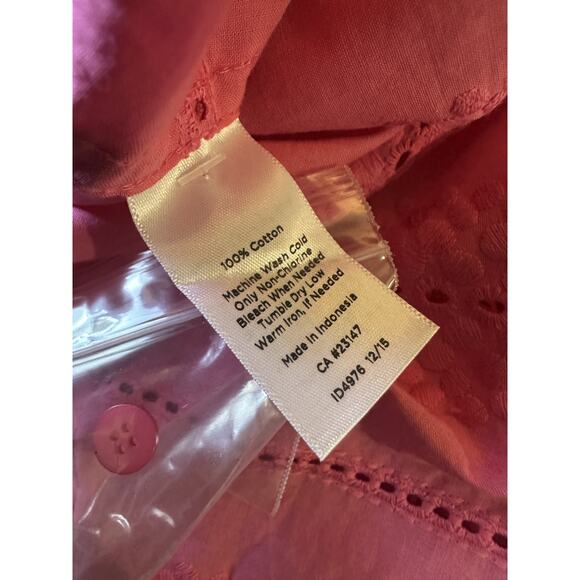 100% Cotton
Machine Wash Cold
Only Non-Chlorine
Bleach When Needed
Tumble Dry Low
Warm Iron, If Needed
Made in Indonesia
CA #23147
ID4976 12/15